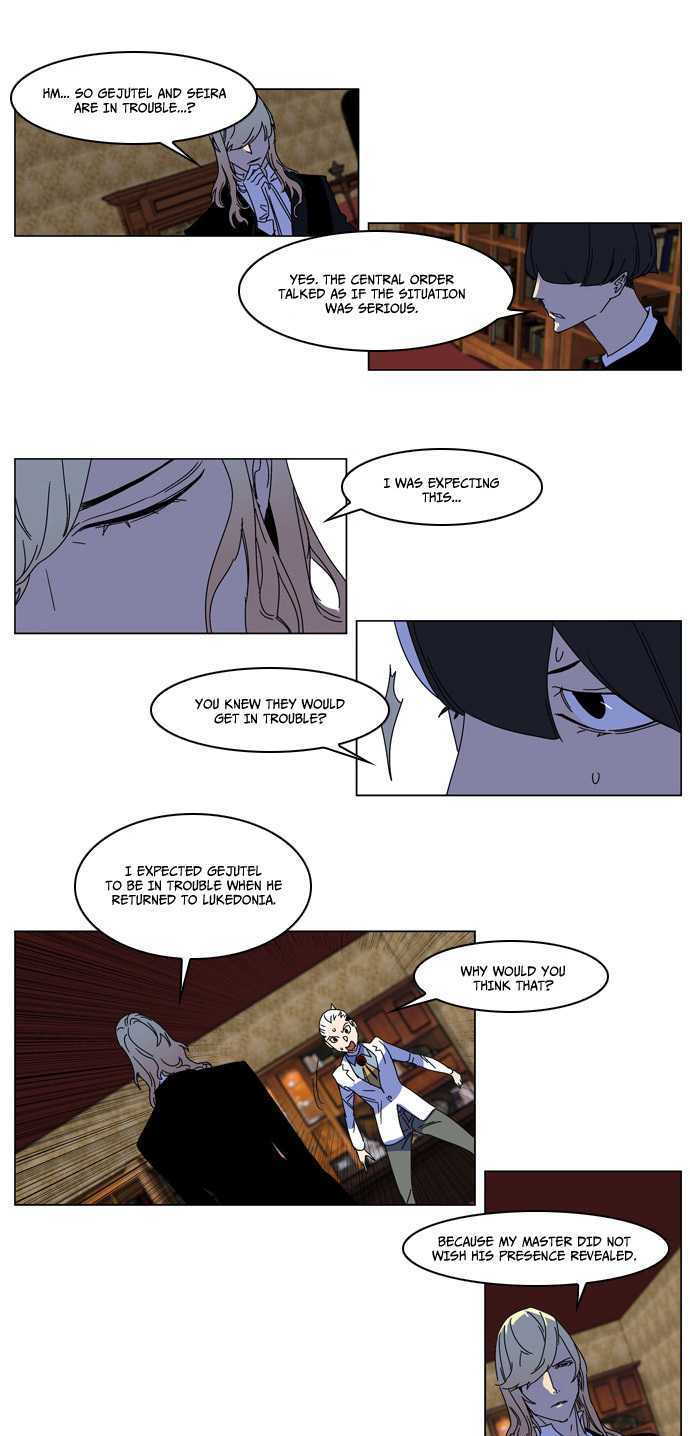 HM... SO GEJUTEL AND SEIRA
ARE IN TROUBLE...?
YES. THE CENTRAL ORDER
TALKED AS IF THE SITUATION
WAS SERIOUS.
I WAS EXPECTING
THIS...
YOU KNEW THEY WOULD
GET IN TROUBLE?
I EXPECTED GEJUTEL
TO BE IN TROUBLE WHEN HE
RETURNED TO LUKEDONIA.
WHY WOULD YOU
THINK THAT?
BECAUSE MY MASTER DID NOT
WISH HIS PRESENCE REVEALED.